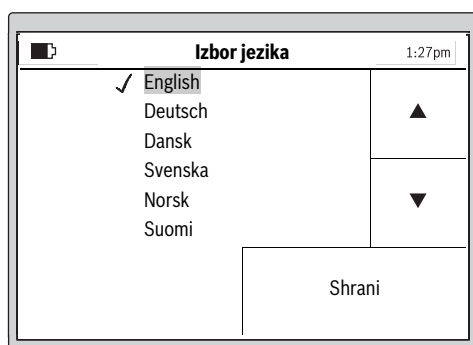 Izbor jezika 1:27pm
English
Deutsch
Dansk
Svenska
Norsk
Suomi
Shrani